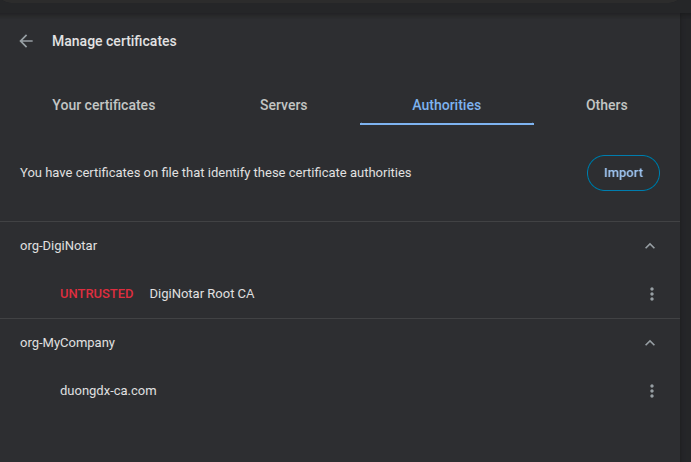 Manage certificates
Your certificates Servers Authorities Others
You have certificates on file that identify these certificate authorities Import
org-DigiNotar
UNTRUSTED DigiNotar Root CA
org-MyCompany
duongdx-ca.com